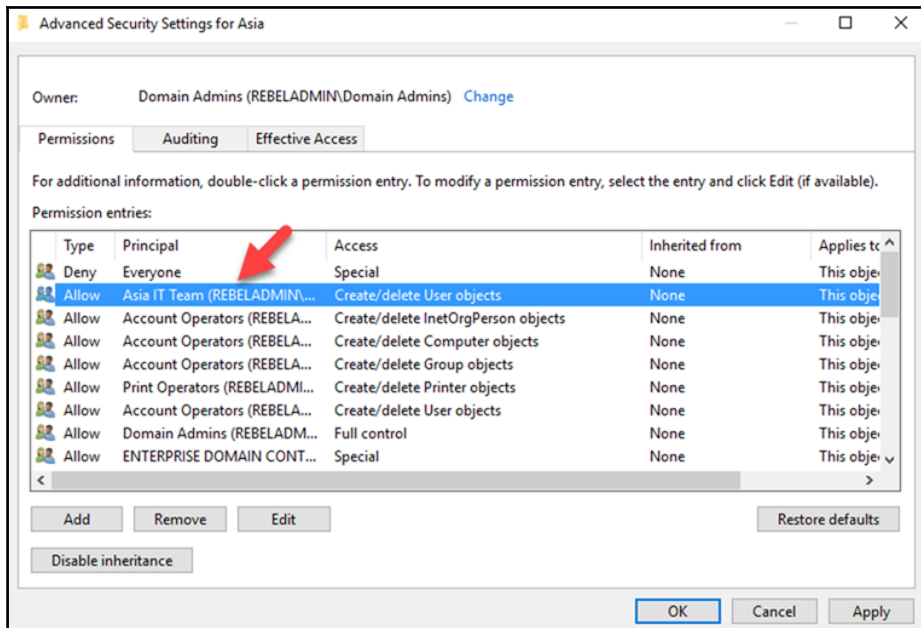 Advanced Security Settings for Asia
Owner: Domain Admins (REBELADMIN\Domain Admins) Change
Permissions Auditing Effective Access
For additional information, double-click a permission entry. To modify a permission entry, select the entry and click Edit (if available).
Permission entries:
Type Principal Access Inherited from Applies to
Deny Everyone Special None This obje
Allow Asia IT Team (REBELADMIN\... Create/delete User objects None This obje
Allow Account Operators (REBELA... Create/delete InetOrgPerson objects None This obje
Allow Account Operators (REBELA... Create/delete Computer objects None This obje
Allow Account Operators (REBELA... Create/delete Group objects None This obje
Allow Print Operators (REBELADMI... Create/delete Printer objects None This obje
Allow Account Operators (REBELA... Create/delete User objects None This obje
Allow Domain Admins (REBELADM... Full control None This obje
Allow ENTERPRISE DOMAIN CONT... Special None This obje
Add Remove Edit Restore defaults
Disable inheritance
OK Cancel Apply